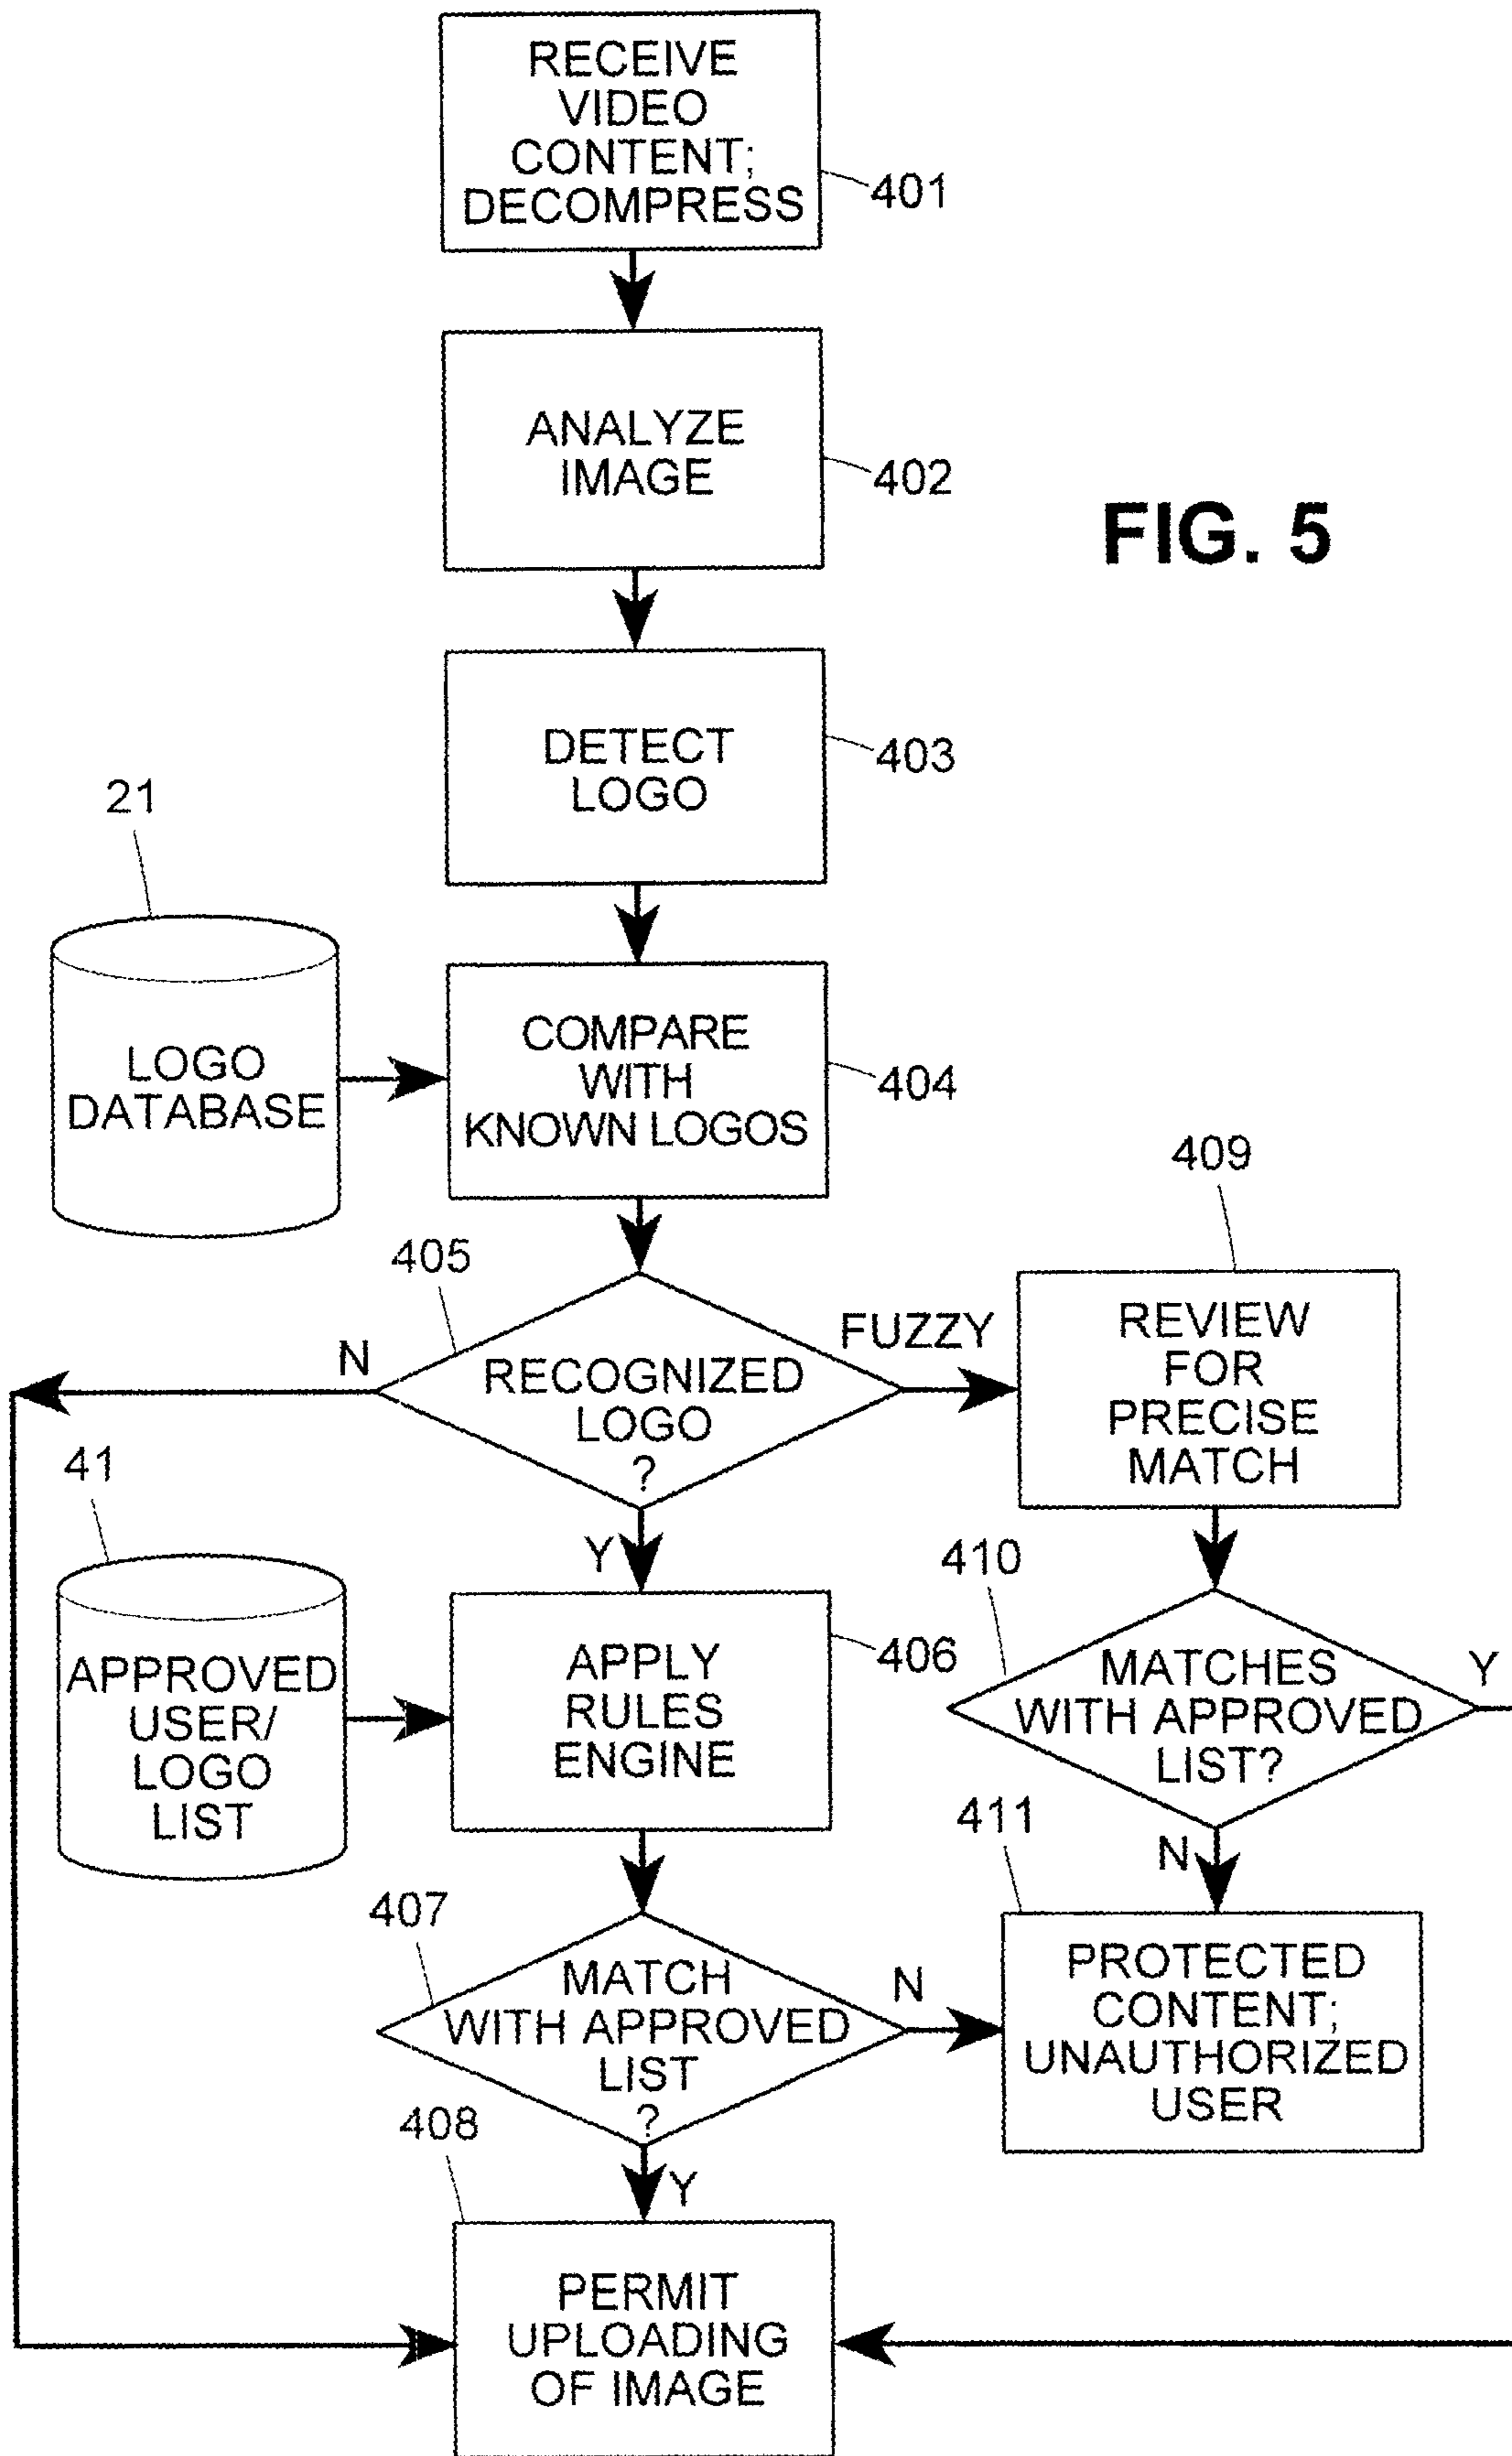 RECEIVE
VIDEO
CONTENT;
DECOMPRESS
401
ANALYZE
IMAGE
402
FIG. 5
DETECT
LOGO
403
21
LOGO
DATABASE
COMPARE
WITH
KNOWN LOGOS
404
405
N
RECOGNIZED
LOGO
?
FUZZY
409
REVIEW
FOR
PRECISE
MATCH
Y
41
APPROVED
USER/
LOGO
LIST
APPLY
RULES
ENGINE
406
410
MATCHES
WITH APPROVED
LIST?
Y
N
407
MATCH
WITH APPROVED
LIST
?
N
411
PROTECTED
CONTENT;
UNAUTHORIZED
USER
Y
408
PERMIT
UPLOADING
OF IMAGE